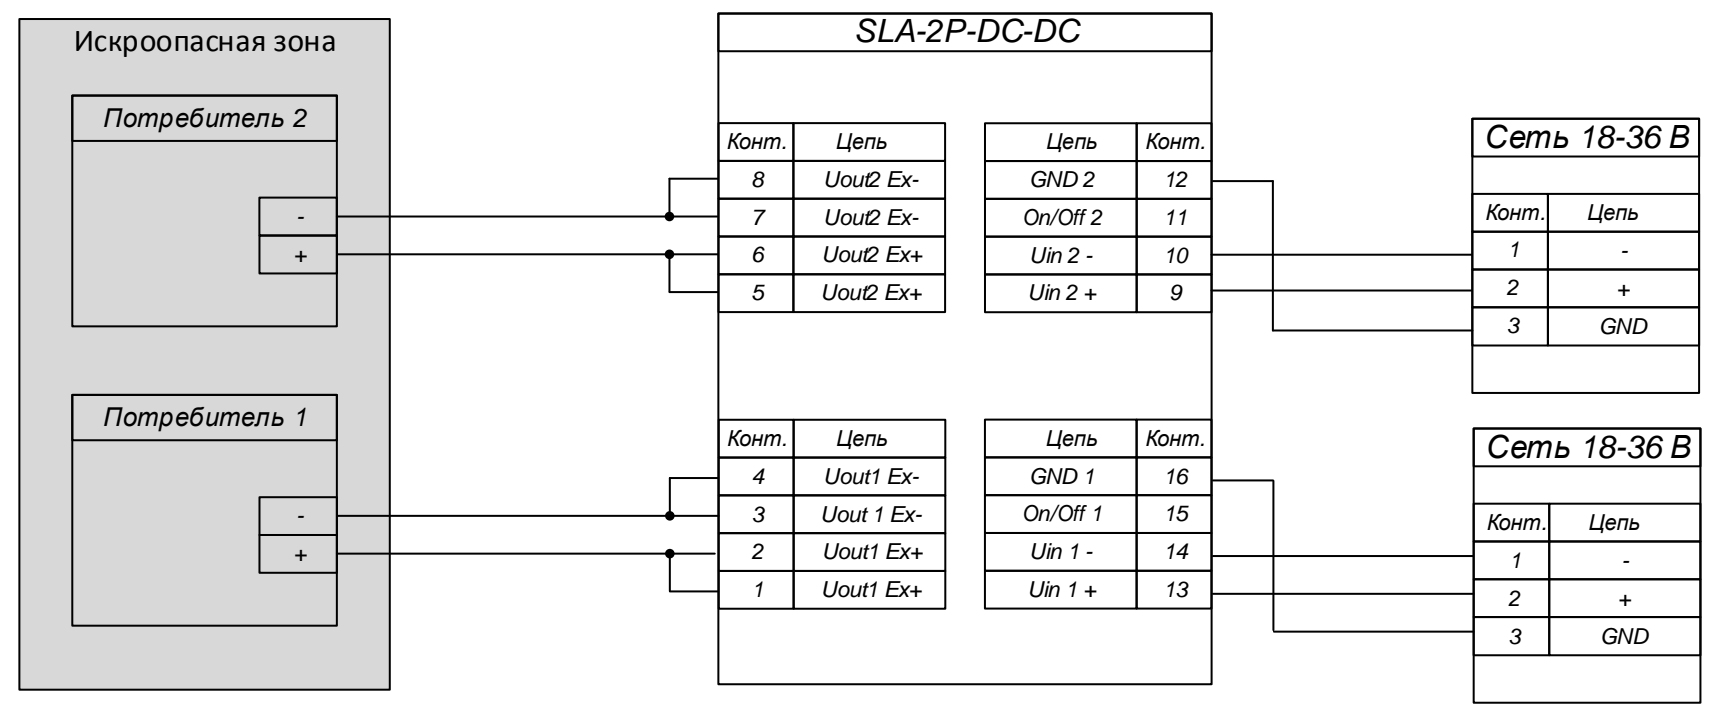 Искроопасная зона
Потребитель 2
-
+
Потребитель 1
-
+
SLA-2P-DC-DC
Конт. Цепь
8 Uout2 Ex-
7 Uout2 Ex-
6 Uout2 Ex+
5 Uout2 Ex+
Цепь Конт.
GND 2 12
On/Off 2 11
Uin 2 - 10
Uin 2 + 9
Конт. Цепь
4 Uout1 Ex-
3 Uout 1 Ex-
2 Uout1 Ex+
1 Uout1 Ex+
Цепь Конт.
GND 1 16
On/Off 1 15
Uin 1 - 14
Uin 1 + 13
Сеть 18-36 В
Конт. Цепь
1 -
2 +
3 GND
Сеть 18-36 В
Конт. Цепь
1 -
2 +
3 GND